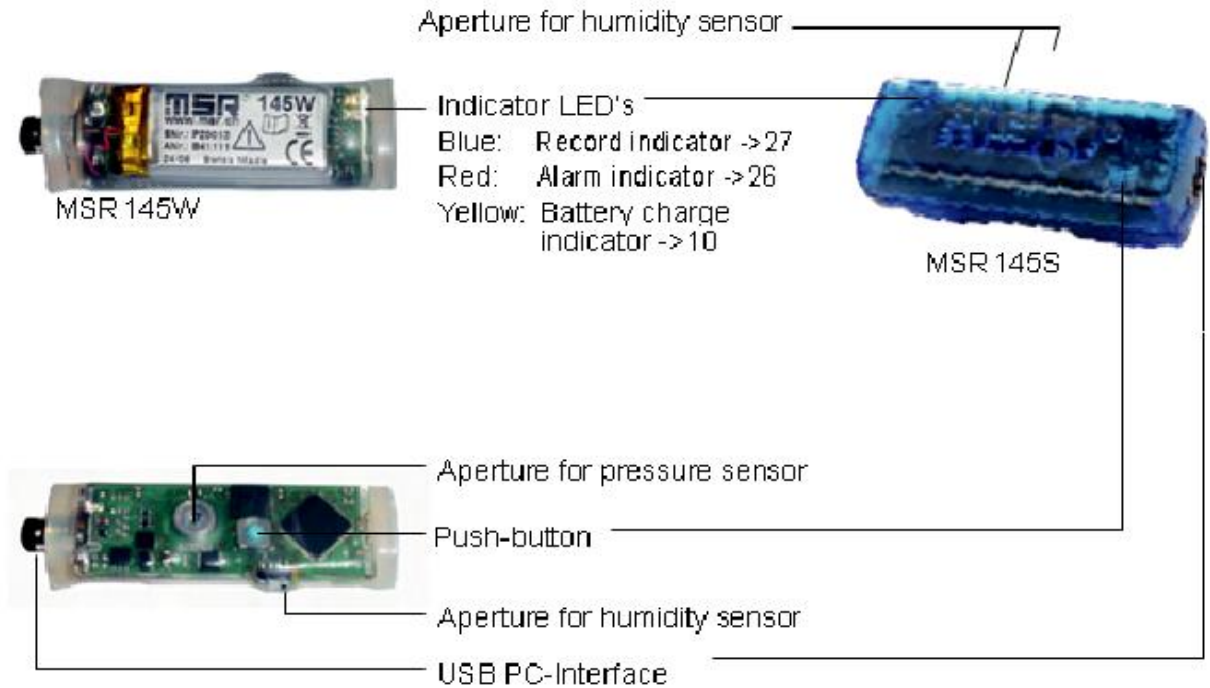 Aperture for humidity sensor
MSR 145W
www.msr.ch
CE
Indicator LED's
Blue: Record indicator ->27
Red: Alarm indicator ->26
Yellow: Battery charge
indicator ->10
MSR 145W
MSR 145S
Aperture for pressure sensor
Push-button
Aperture for humidity sensor
USB PC-Interface